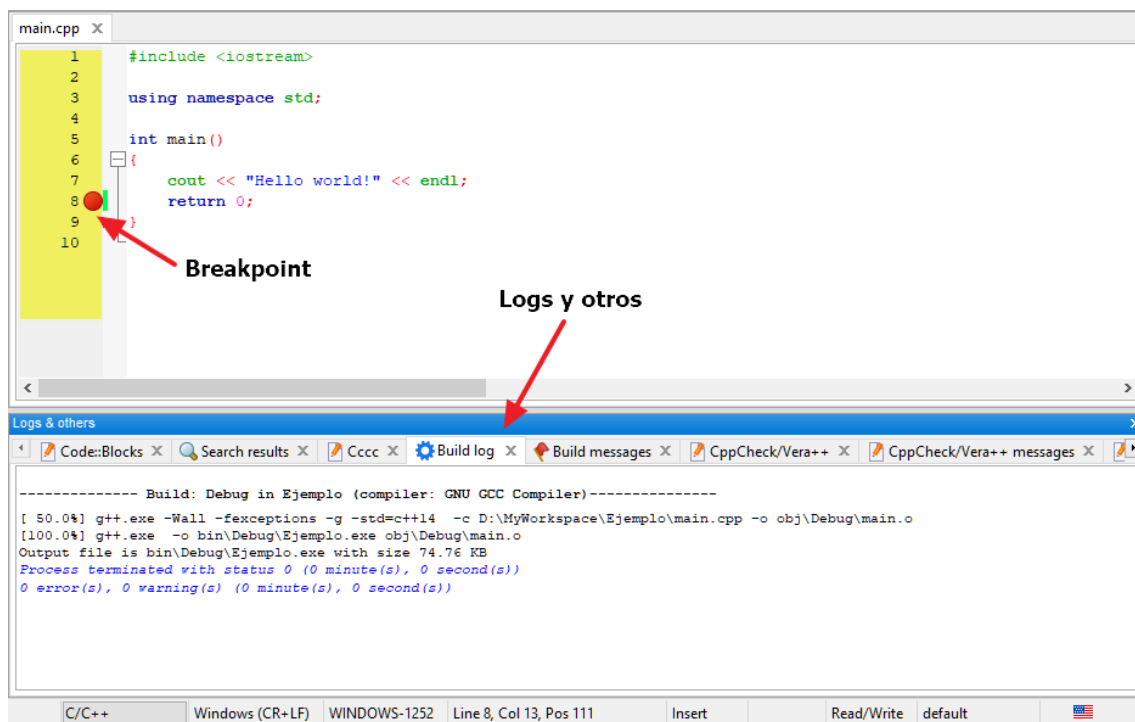 main.cpp X
1 #include <iostream>
2
3 using namespace std;
4
5 int main()
6 {
7 cout << "Hello world!" << endl;
8 return 0;
9 }
10
Breakpoint
Logs y otros
Logs & others
Code::Blocks X Search results X Cccc X Build log X Build messages X CppCheck/Vera++ X CppCheck/Vera++ messages X
-------------- Build: Debug in Ejemplo (compiler: GNU GCC Compiler)---------------
[ 50.0%] g++.exe -Wall -fexceptions -g -std=c++14 -c D:\MyWorkspace\Ejemplo\main.cpp -o obj\Debug\main.o
[100.0%] g++.exe -o bin\Debug\Ejemplo.exe obj\Debug\main.o
Output file is bin\Debug\Ejemplo.exe with size 74.76 KB
Process terminated with status 0 (0 minute(s), 0 second(s))
0 error(s), 0 warning(s) (0 minute(s), 0 second(s))
C/C++ Windows (CR+LF) WINDOWS-1252 Line 8, Col 13, Pos 111 Insert Read/Write default